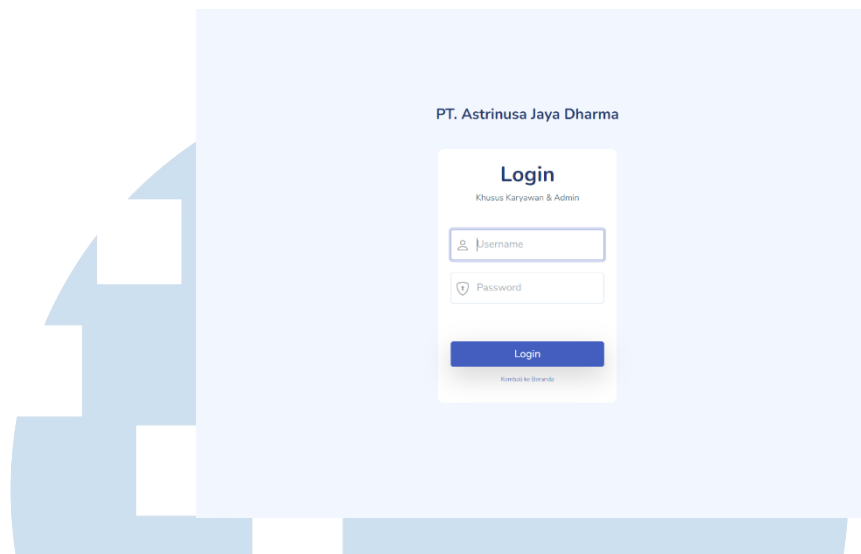 PT. Astrinusa Jaya Dharma
Login
Khusus Karyawan & Admin
Username
Password
Login
Kembali ke Beranda